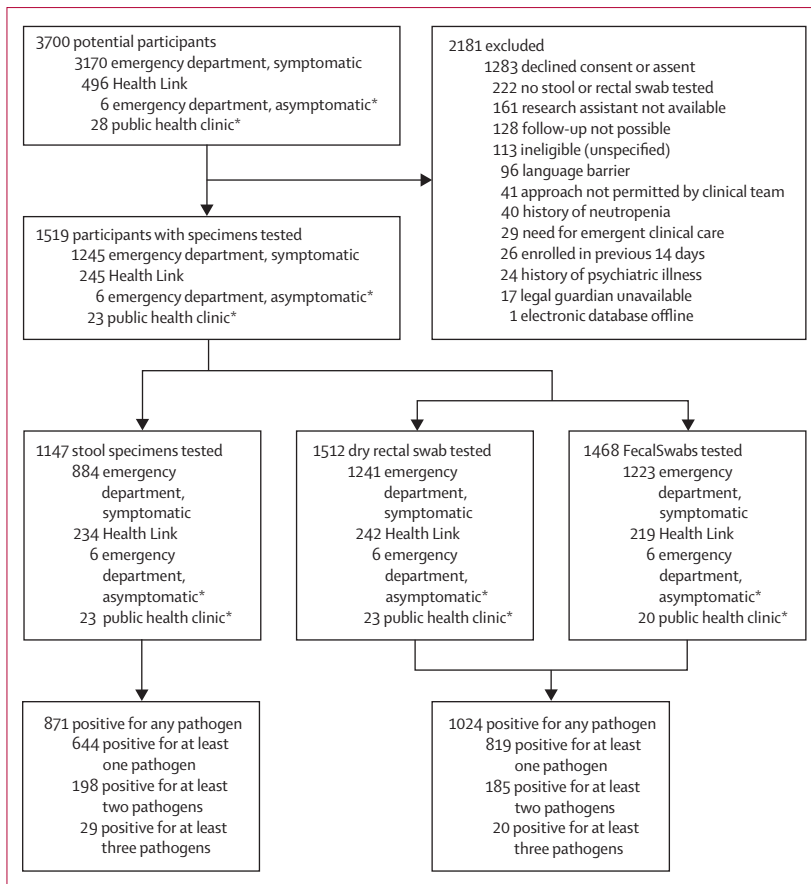 3700 potential participants
3170 emergency department, symptomatic
496 Health Link
6 emergency department, asymptomatic*
28 public health clinic*
2181 excluded
1283 declined consent or assent
222 no stool or rectal swab tested
161 research assistant not available
128 follow-up not possible
113 ineligible (unspecified)
96 language barrier
41 approach not permitted by clinical team
40 history of neutropenia
29 need for emergent clinical care
26 enrolled in previous 14 days
24 history of psychiatric illness
17 legal guardian unavailable
1 electronic database offline
1519 participants with specimens tested
1245 emergency department, symptomatic
245 Health Link
6 emergency department, asymptomatic*
23 public health clinic*
1147 stool specimens tested
884 emergency
department,
symptomatic
234 Health Link
6 emergency
department,
asymptomatic*
23 public health clinic*
1512 dry rectal swab tested
1241 emergency
department,
symptomatic
242 Health Link
6 emergency
department,
asymptomatic*
23 public health clinic*
1468 FecalSwabs tested
1223 emergency
department,
symptomatic
219 Health Link
6 emergency
department,
asymptomatic*
20 public health clinic*
871 positive for any pathogen
644 positive for at least
one pathogen
198 positive for at least
two pathogens
29 positive for at least
three pathogens
1024 positive for any pathogen
819 positive for at least
one pathogen
185 positive for at least
two pathogens
20 positive for at least
three pathogens